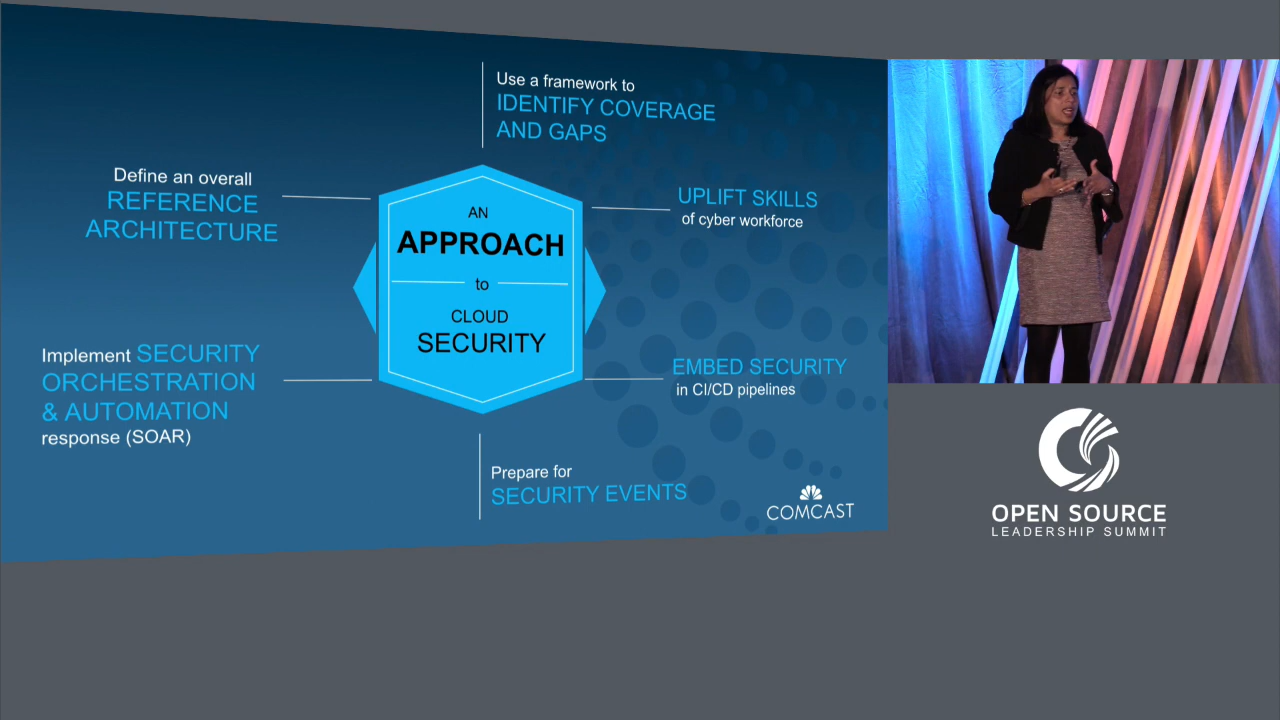 Use a framework to
IDENTIFY COVERAGE
AND GAPS
Define an overall
REFERENCE
ARCHITECTURE
UPLIFT SKILLS
of cyber workforce
AN
APPROACH
to
CLOUD
SECURITY
Implement SECURITY
ORCHESTRATION
& AUTOMATION
response (SOAR)
EMBED SECURITY
in CI/CD pipelines
Prepare for
SECURITY EVENTS
COMCAST
OPEN SOURCE
LEADERSHIP SUMMIT